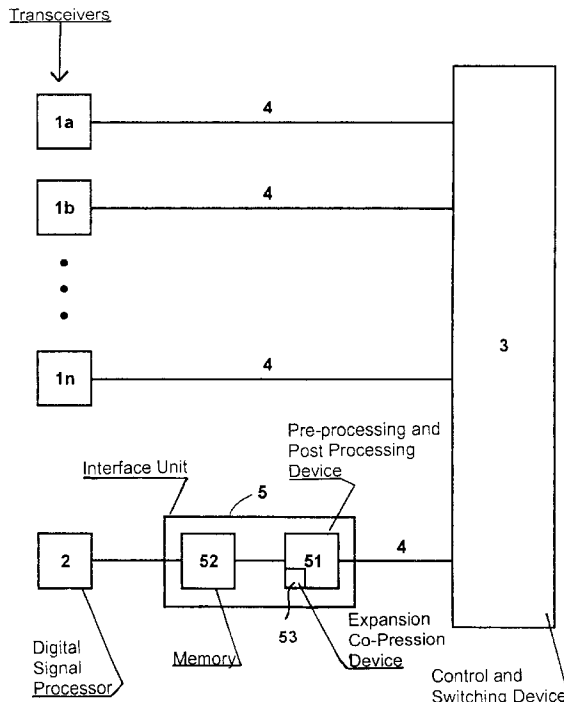 Transceivers
1a
4
1b
4
1n
4
3
Pre-processing and
Post Processing
Device
Interface Unit
5
2
52
51
4
53
Digital
Signal
Processor
Memory
Expansion
Co-Pression
Device
Control and
Switching Device